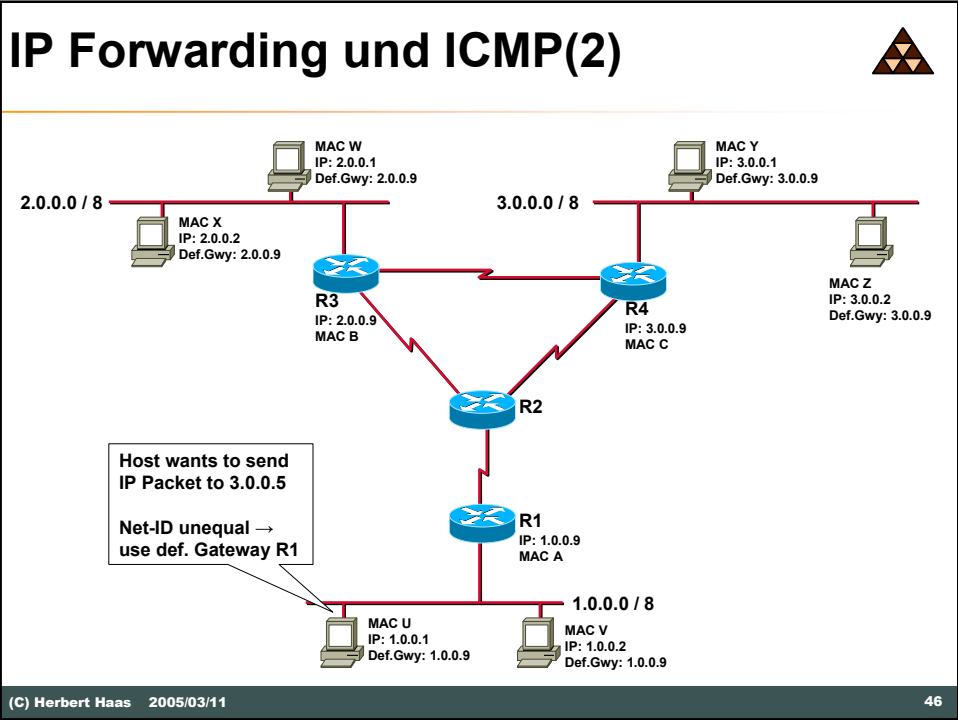 IP Forwarding und ICMP(2)
MAC W
IP: 2.0.0.1
Def.Gwy: 2.0.0.9
MAC Y
IP: 3.0.0.1
Def.Gwy: 3.0.0.9
2.0.0.0 / 8
3.0.0.0 / 8
MAC X
IP: 2.0.0.2
Def.Gwy: 2.0.0.9
MAC Z
IP: 3.0.0.2
Def.Gwy: 3.0.0.9
R3
IP: 2.0.0.9
MAC B
R4
IP: 3.0.0.9
MAC C
R2
Host wants to send
IP Packet to 3.0.0.5
Net-ID unequal →
use def. Gateway R1
R1
IP: 1.0.0.9
MAC A
1.0.0.0 / 8
MAC U
IP: 1.0.0.1
Def.Gwy: 1.0.0.9
MAC V
IP: 1.0.0.2
Def.Gwy: 1.0.0.9
(C) Herbert Haas 2005/03/11
46